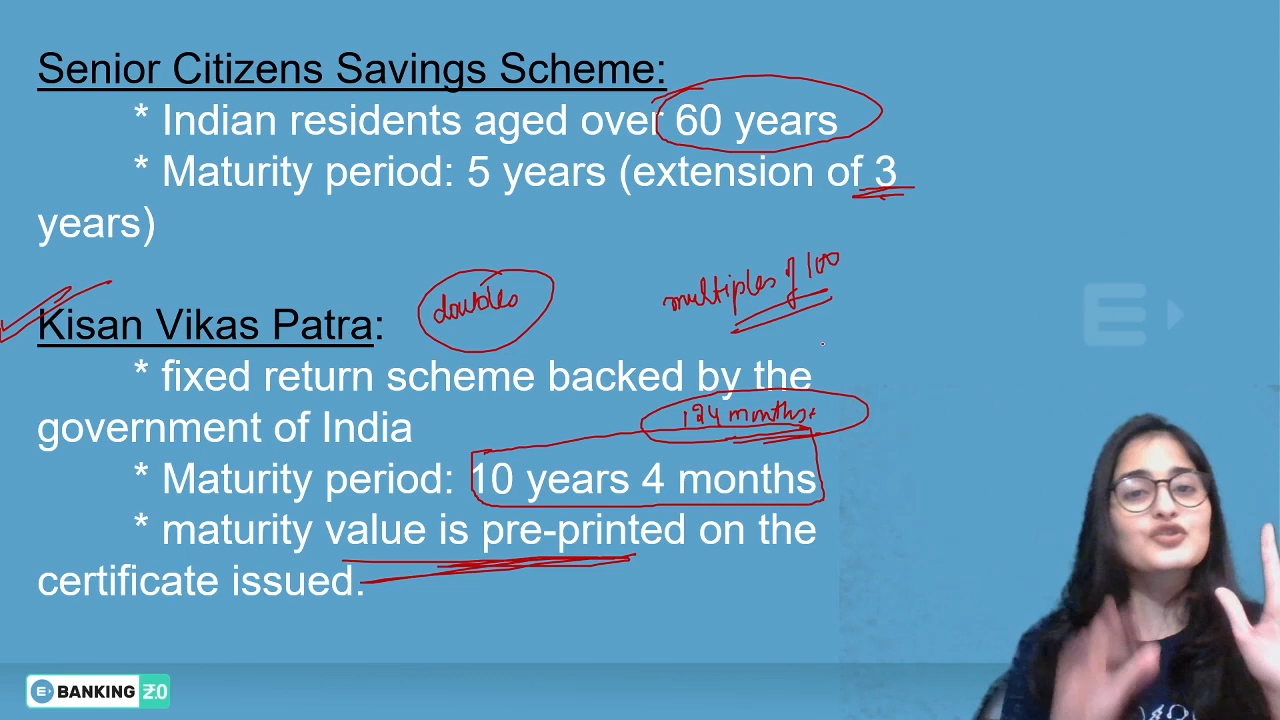 Senior Citizens Savings Scheme:
* Indian residents aged over 60 years
* Maturity period: 5 years (extension of 3
years)
doubles
multiples of 100
Kisan Vikas Patra:
* fixed return scheme backed by the
government of India
124 months.
* Maturity period: 10 years 4 months
* maturity value is pre-printed on the
certificate issued.
E
E BANKING 2.0